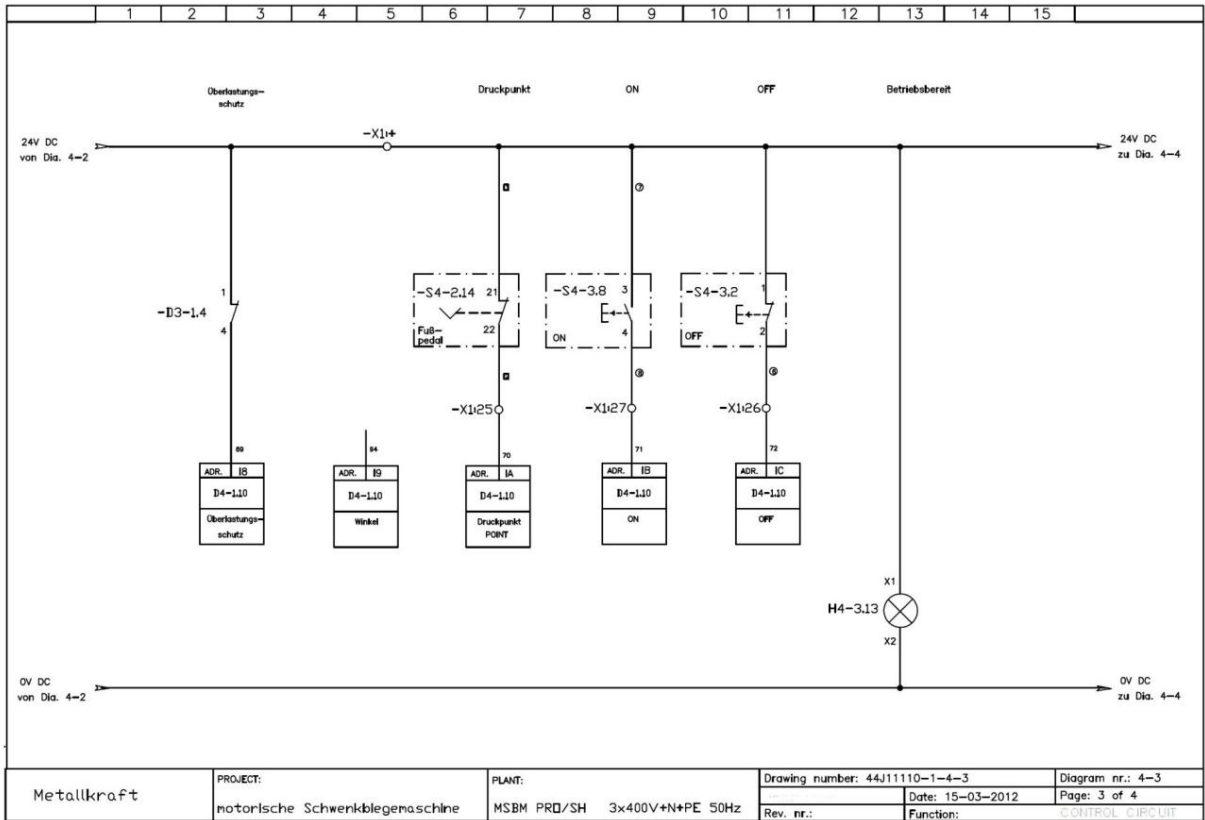 1 2 3 4 5 6 7 8 9 10 11 12 13 14 15
Überlastungs-
schutz
Druckpunkt
ON
OFF
Betriebsbereit
24V DC
von Dia. 4-2
-X1:+
24V DC
zu Dia. 4-4
1
7
1
-D3-1.4
4
-S4-2.14
21
22
Fuß-
pedal
-S4-3.8
3
4
ON
-S4-3.2
1
2
OFF
2
8
6
-X1:25
-X1:27
-X1:26
69
94
70
71
72
ADR. I8
D4-1.10
Überlastungs-
schutz
ADR. I9
D4-1.10
Winkel
ADR. IA
D4-1.10
Druckpunkt
POINT
ADR. IB
D4-1.10
ON
ADR. IC
D4-1.10
OFF
X1
H4-3.13
X2
0V DC
von Dia. 4-2
0V DC
zu Dia. 4-4
Metallkraft
PROJECT:
motorische Schwenkbiegemaschine
PLANT:
MSBM PRO/SH 3x400V+N+PE 50Hz
Drawing number: 44J11110-1-4-3
Diagram nr.: 4-3
Date: 15-03-2012
Page: 3 of 4
Rev. nr.:
Function:
CONTROL CIRCUIT